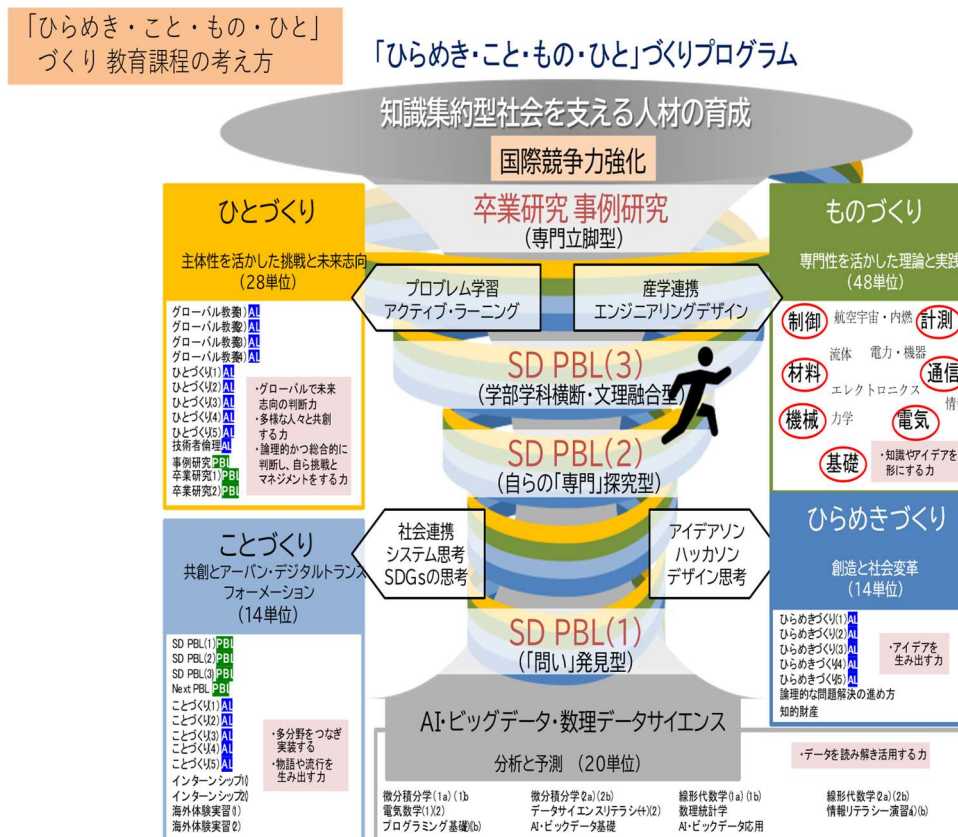 「ひらめき・こと・もの・ひと」
づくり 教育課程の考え方
「ひらめき・こと・もの・ひと」づくりプログラム
知識集約型社会を支える人材の育成
国際競争力強化
卒業研究 事例研究
(専門立脚型)
ひとづくり
主体性を活かした挑戦と未来志向
(28単位)
グローバル教養(1) AL
グローバル教養(2) AL
グローバル教養(3) AL
グローバル教養(4) AL
ひとづくり(1) AL
ひとづくり(2) AL
ひとづくり(3) AL
ひとづくり(4) AL
ひとづくり(5) AL
技術者倫理 AL
事例研究 PBL
卒業研究(1) PBL
卒業研究(2) PBL
・グローバルで未来
志向の判断力
・多様な人々と共創
する力
・論理的かつ総合的に
判断し、自ら挑戦と
マネジメントをする力
プロブレム学習
アクティブ・ラーニング
産学連携
エンジニアリングデザイン
ものづくり
専門性を活かした理論と実践
(48単位)
制御 航空宇宙・内燃 計測
流体 電力・機器
材料 通信
エレクトロニクス
機械 力学 電気
基礎
・知識やアイデアを
形にする力
SD PBL(3)
(学部学科横断・文理融合型)
SD PBL(2)
(自らの「専門」探究型)
社会連携
システム思考
SDGsの思考
アイデアソン
ハッカソン
デザイン思考
SD PBL(1)
(「問い」発見型)
ことづくり
共創とアーバン・デジタルトランス
フォーメーション
(14単位)
SD PBL(1) PBL
SD PBL(2) PBL
SD PBL(3) PBL
Next PBL PBL
ことづくり(1) AL
ことづくり(2) AL
ことづくり(3) AL
ことづくり(4) AL
ことづくり(5) AL
インターンシップ(1)
インターンシップ(2)
海外体験実習(1)
海外体験実習(2)
・多分野をつなぎ
実装する
・物語や流行を
生み出す力
ひらめきづくり
創造と社会変革
(14単位)
ひらめきづくり(1) AL
ひらめきづくり(2) AL
ひらめきづくり(3) AL
ひらめきづくり(4) AL
ひらめきづくり(5) AL
論理的な問題解決の進め方
知的財産
・アイデアを
生み出す力
AI・ビッグデータ・数理データサイエンス
分析と予測 (20単位)
・データを読み解き活用する力
微分積分学(1a)(1b) 微分積分学(2a)(2b) 線形代数学(1a)(1b) 線形代数学(2a)(2b)
電気数学(1)(2) データサイエンスリテラシー(1)(2) 数理統計学 情報リテラシー演習(a)(b)
プログラミング基礎(a)(b) AI・ビッグデータ基礎 AI・ビッグデータ応用